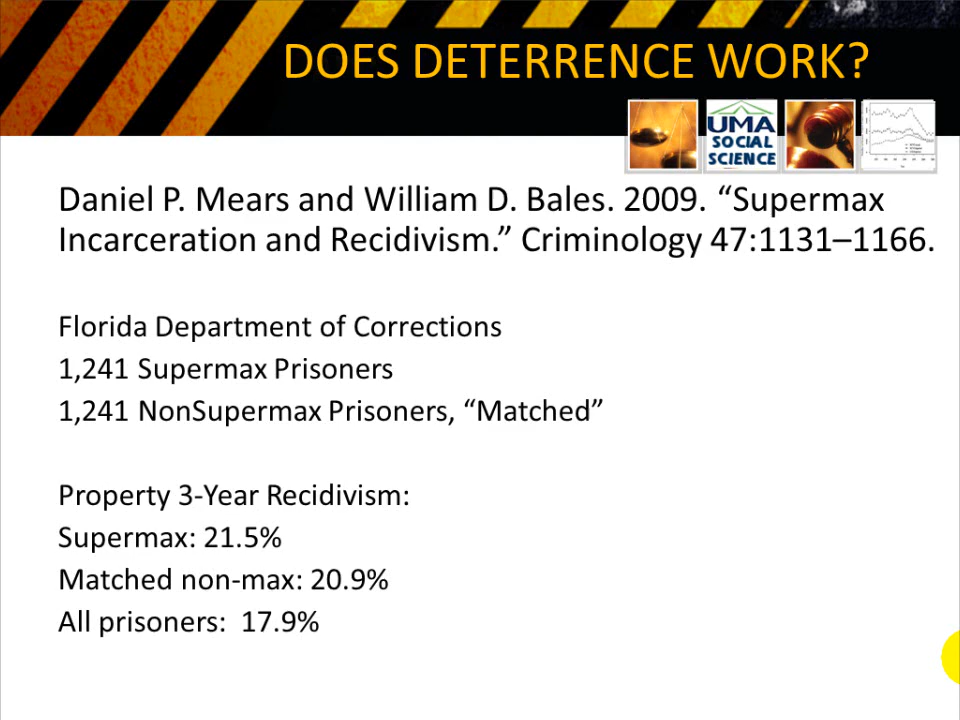 DOES DETERRENCE WORK?
UMA
SOCIAL
SCIENCE
Daniel P. Mears and William D. Bales. 2009. “Supermax
Incarceration and Recidivism.” Criminology 47:1131–1166.
Florida Department of Corrections
1,241 Supermax Prisoners
1,241 NonSupermax Prisoners, “Matched”
Property 3-Year Recidivism:
Supermax: 21.5%
Matched non-max: 20.9%
All prisoners:  17.9%